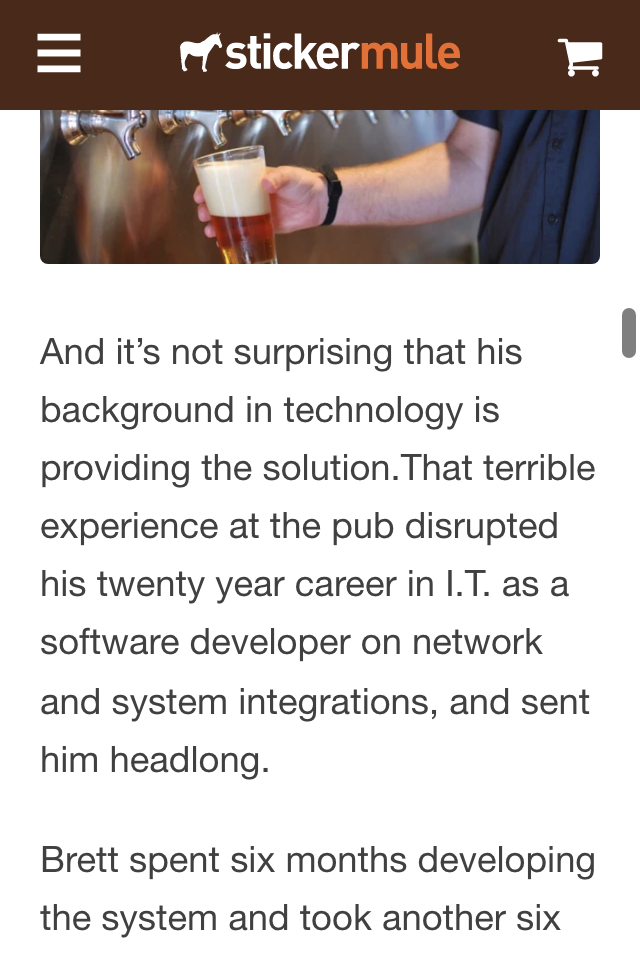 stickermule
And it’s not surprising that his
background in technology is
providing the solution.That terrible
experience at the pub disrupted
his twenty year career in I.T. as a
software developer on network
and system integrations, and sent
him headlong.
Brett spent six months developing
the system and took another six